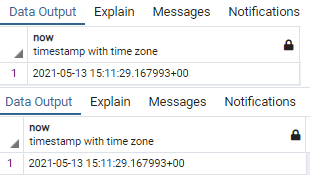 Data Output Explain Messages Notifications
now
timestamp with time zone
1 2021-05-13 15:11:29.167993+00
Data Output Explain Messages Notifications
now
timestamp with time zone
1 2021-05-13 15:11:29.167993+00